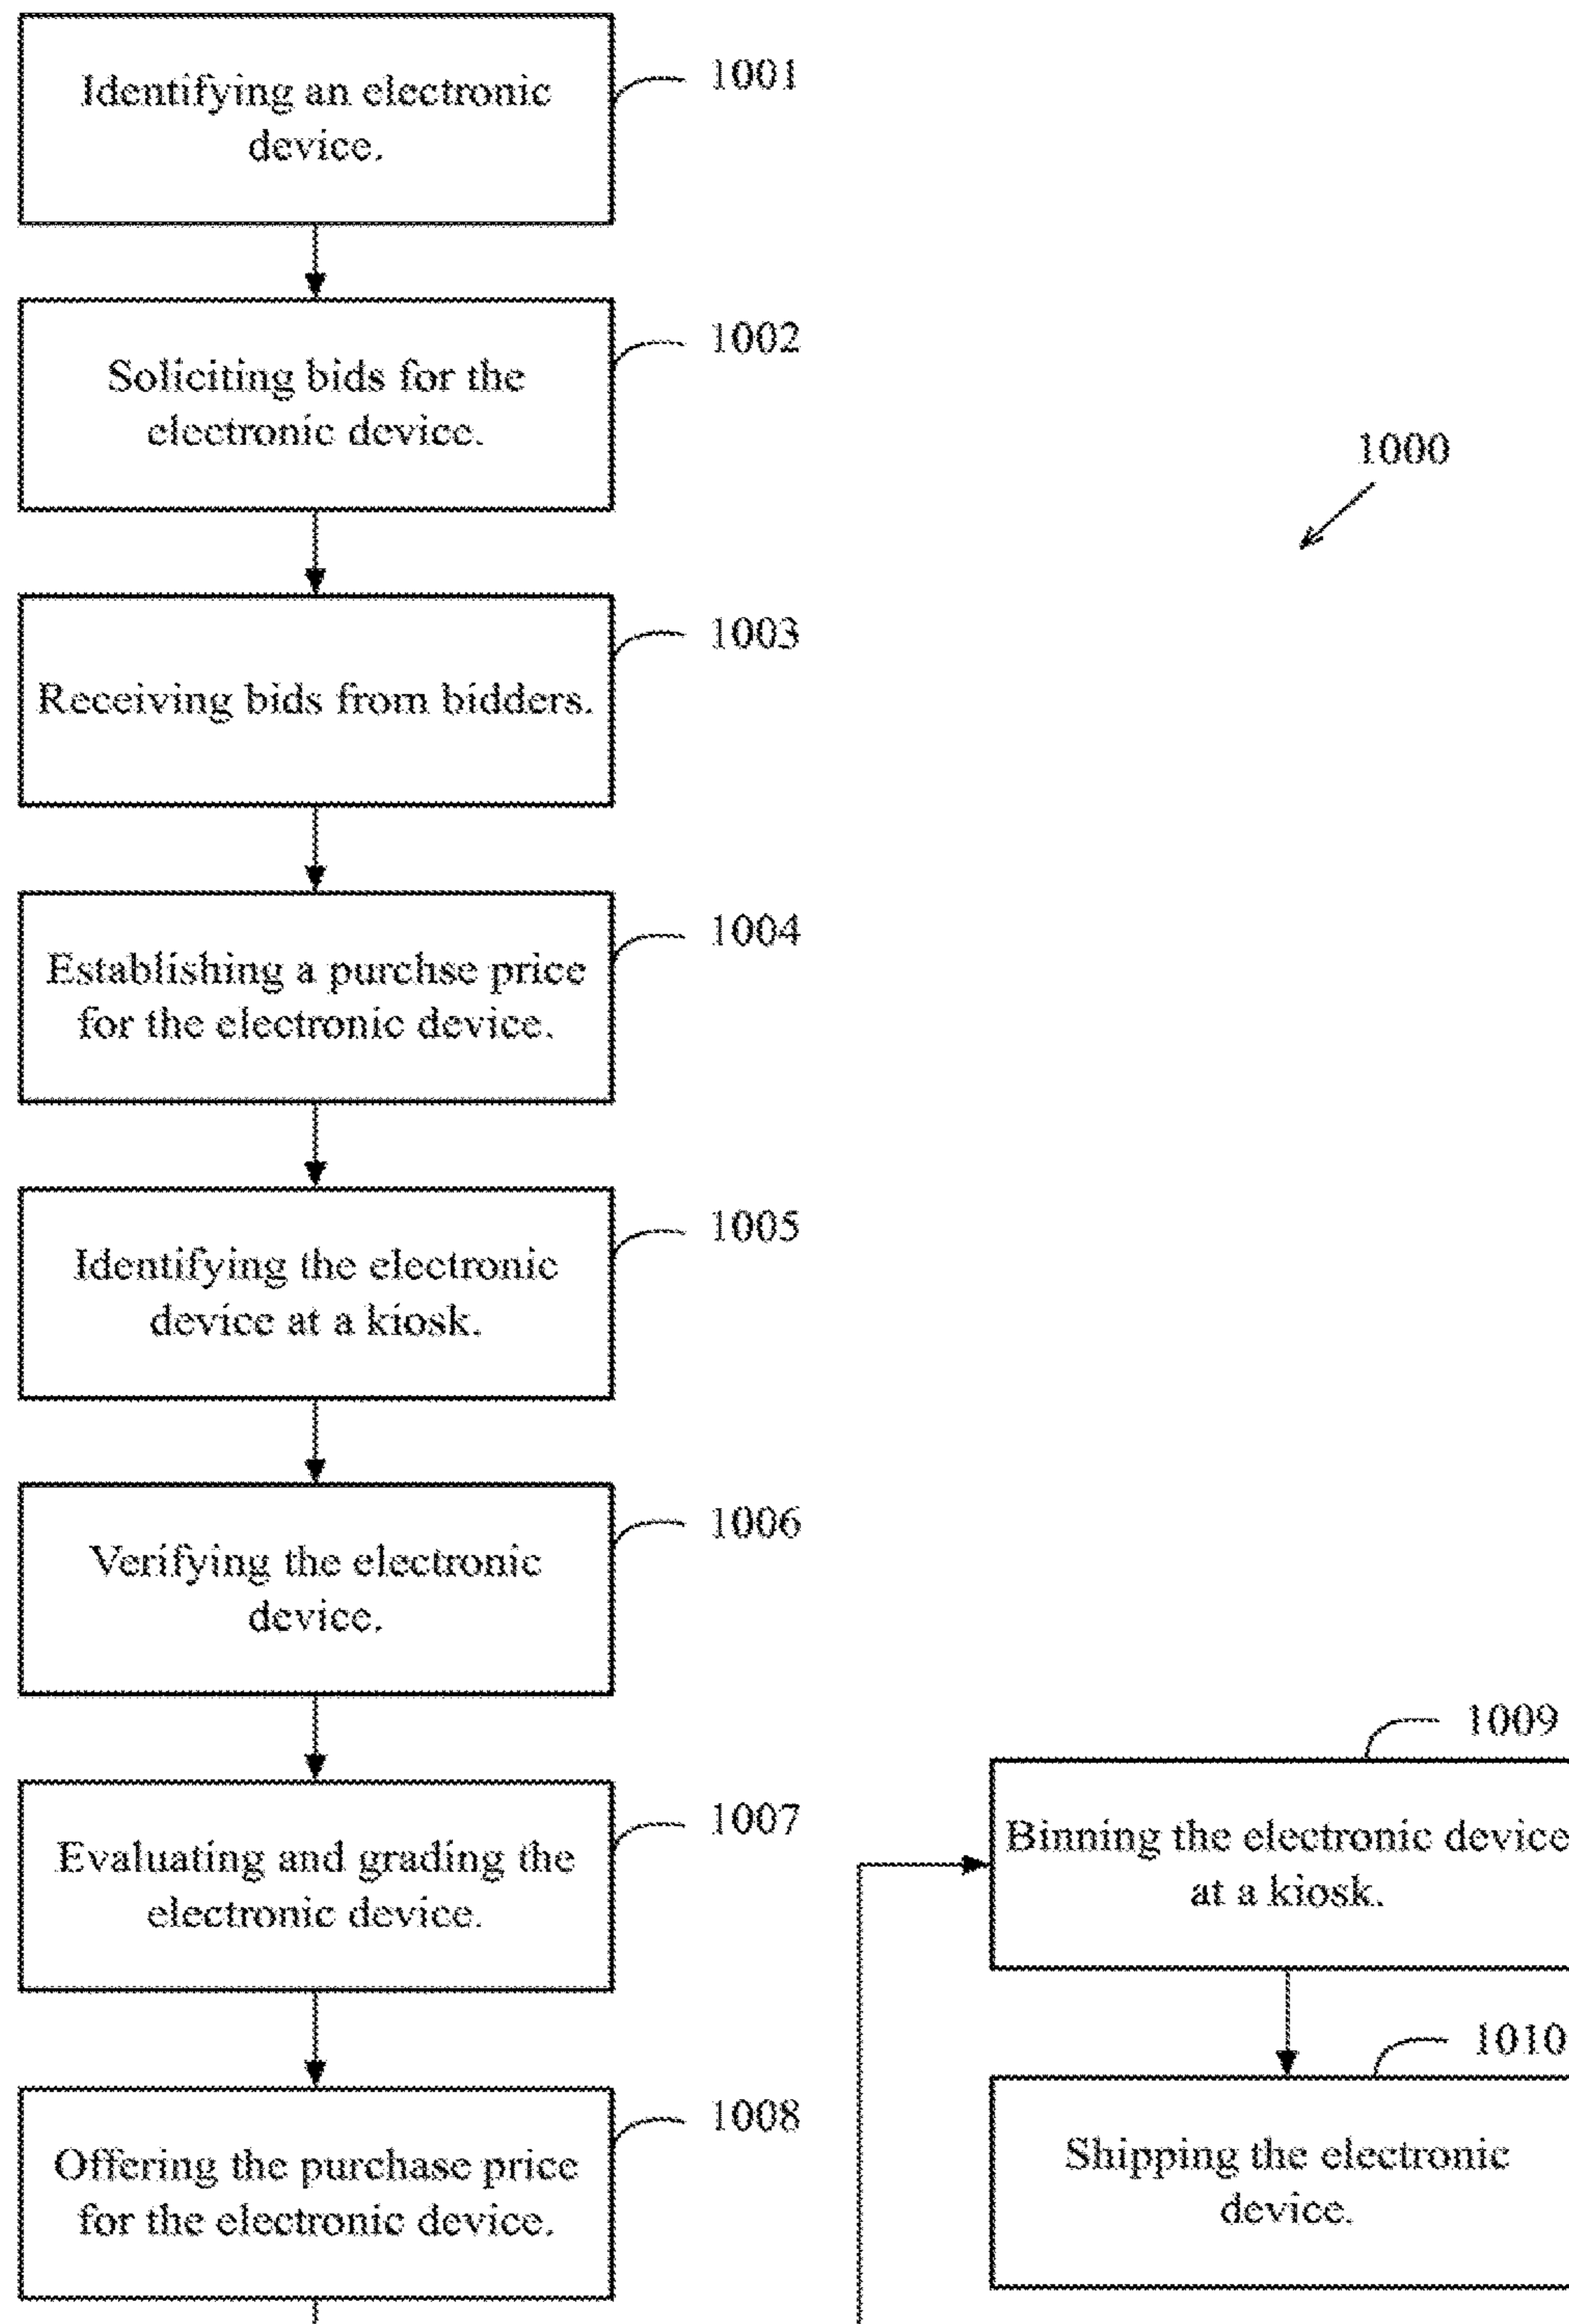 Identifying an electronic
device.
1001
Soliciting bids for the
electronic device.
1002
1000
Receiving bids from bidders.
1003
Establishing a purchse price
for the electronic device.
1004
Identifying the electronic
device at a kiosk.
1005
Verifying the electronic
device.
1006
Evaluating and grading the
electronic device.
1007
Offering the purchase price
for the electronic device.
1008
1009
Binning the electronic device
at a kiosk.
1010
Shipping the electronic
device.